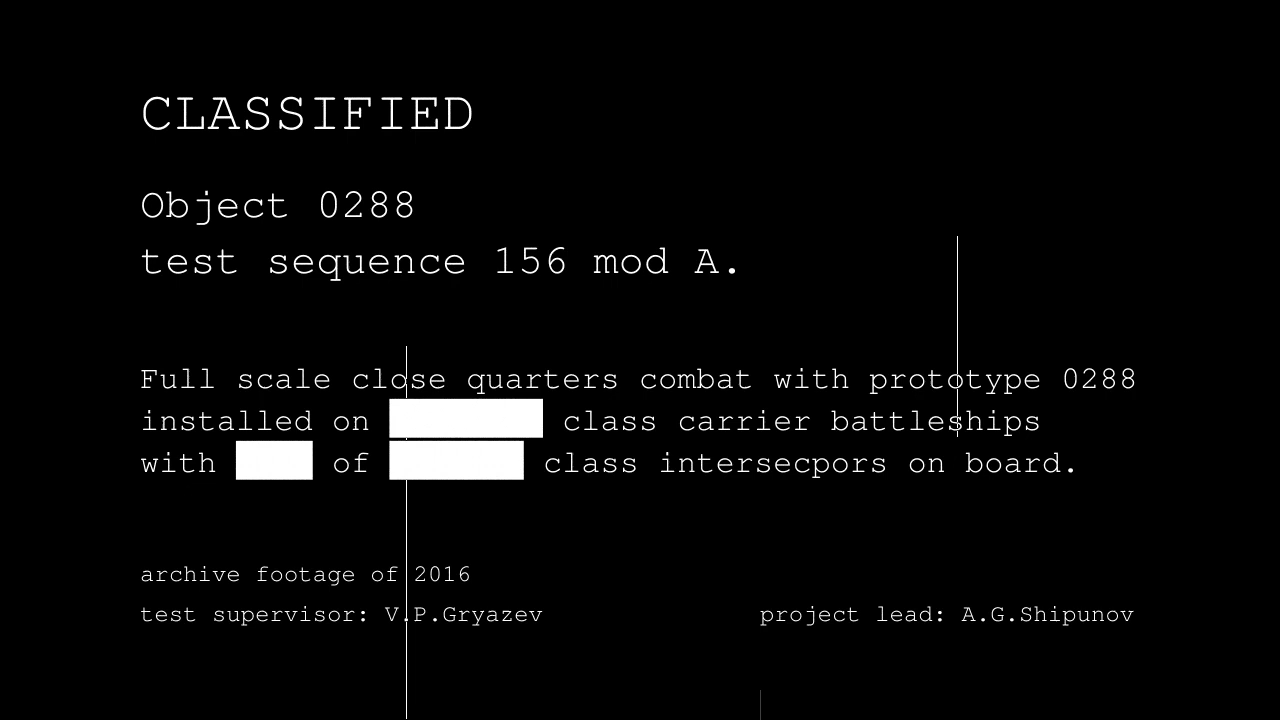 CLASSIFIED
Object 0288
test sequence 156 mod A.
Full scale close quarters combat with prototype 0288
installed on class carrier battleships
with of class intersecpors on board.
archive footage of 2016
test supervisor: V.P.Gryazev project lead: A.G.Shipunov